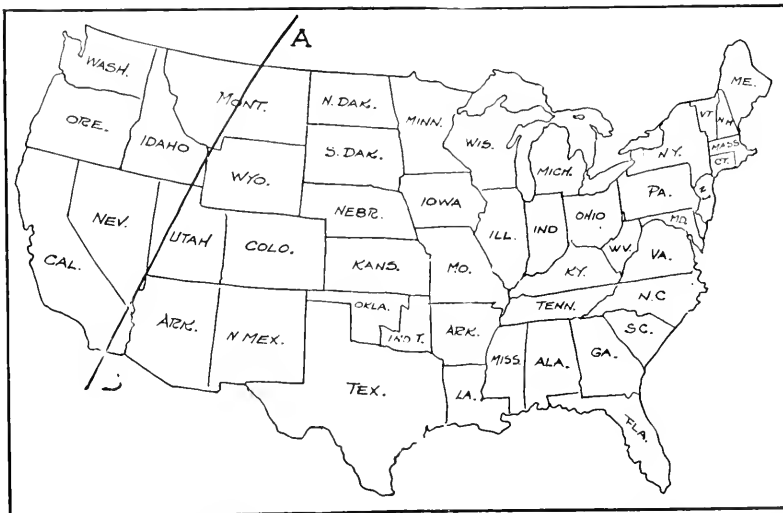 A
WASH.
ME.
MONT.
N. DAK.
MINN.
VT
N.H
ORE.
IDAHO
S. DAK.
WIS.
MICH.
N.Y.
MASS
CT.
WYO.
NEBR.
IOWA
PA.
N.J
NEV.
UTAH
COLO.
ILL.
IND
OHIO
MD.
W.V.
VA.
CAL.
KANS.
MO.
KY.
N.C
OKLA.
TENN.
ARK.
N MEX.
IND T.
ARK.
S.C.
MISS.
ALA.
GA.
TEX.
LA.
FLA.